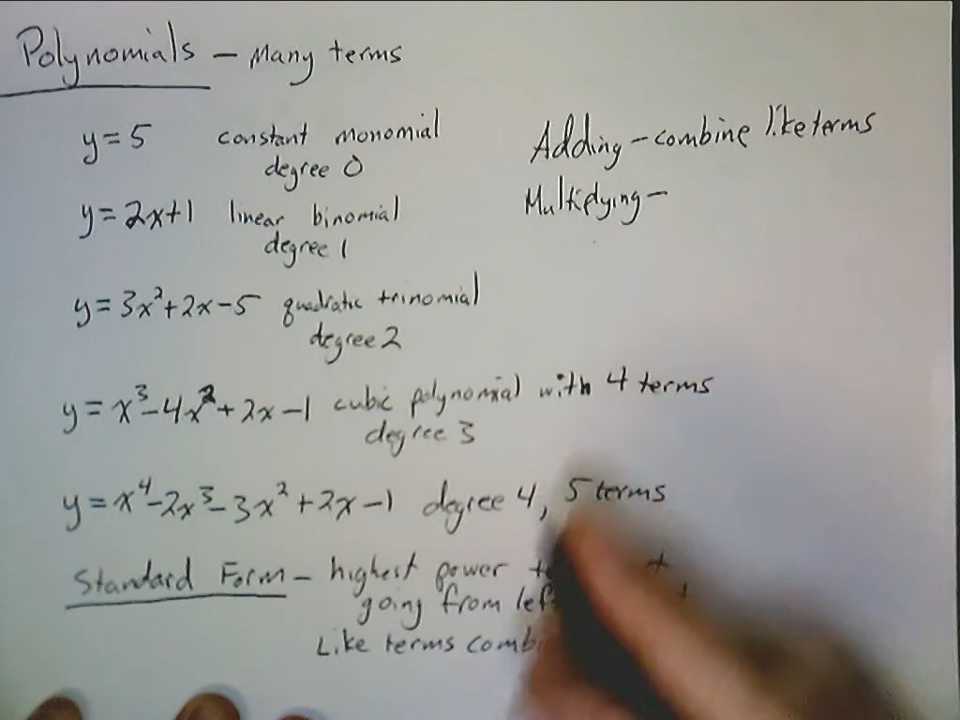 Polynomials - Many terms
y = 5 constant monomial
degree 0
y = 2x+1 linear binomial
degree 1
y = 3x²+2x-5 quadratic trinomial
degree 2
y = x³-4x²+2x-1 cubic polynomial with 4 terms
degree 3
y = x⁴-2x³-3x²+2x-1 degree 4, 5 terms
Standard Form - highest power
going from left
Like terms
Adding - combine like terms
Multiplying -